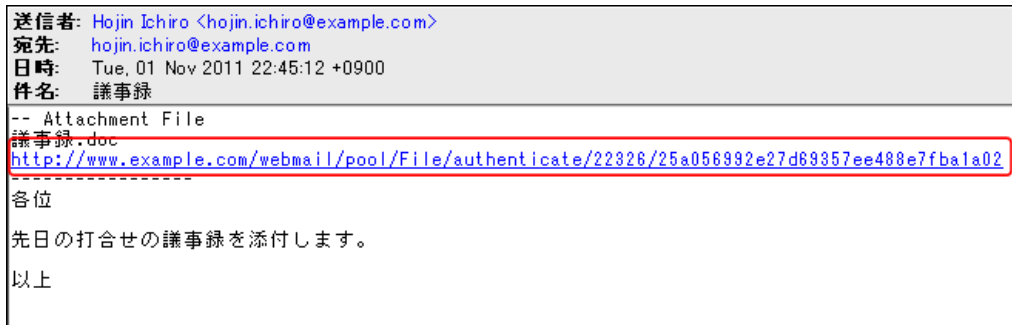 送信者: Hojin Ichiro <hojin.ichiro@example.com>
宛先: hojin.ichiro@example.com
日時: Tue, 01 Nov 2011 22:45:12 +0900
件名: 議事録
-- Attachment File
議事録.doc
http://www.example.com/webmail/pool/File/authenticate/22326/25a056992e27d69357ee488e7fba1a02
-----------------
各位
先日の打合せの議事録を添付します。
以上